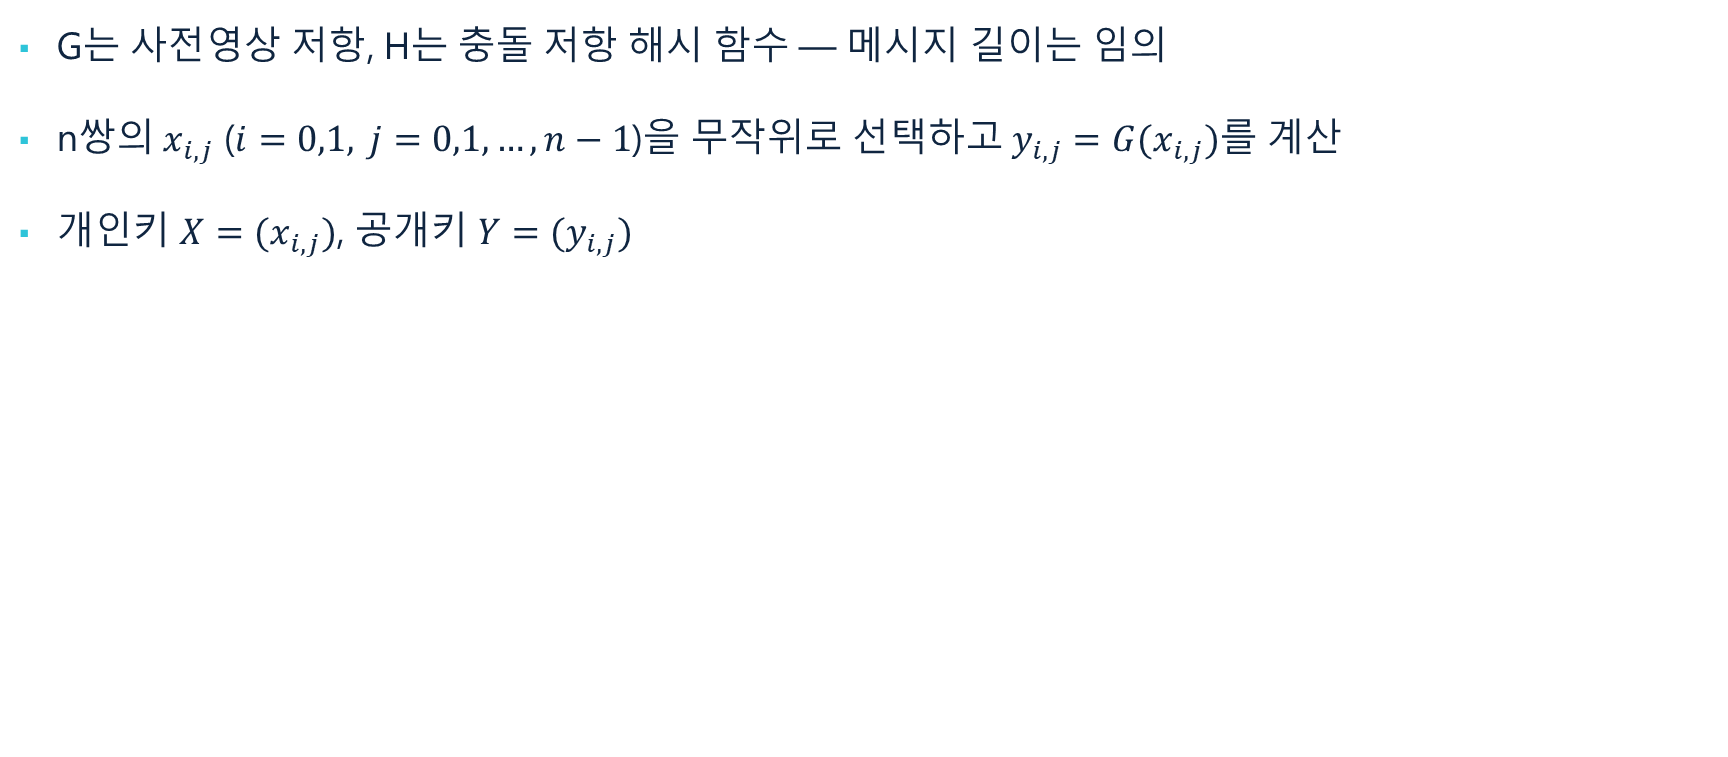 ▪ G는 사전영상 저항, H는 충돌 저항 해시 함수 — 메시지 길이는 임의
▪ n쌍의 $x_{i,j}$ ($i = 0,1, j = 0,1, \ldots, n-1$)을 무작위로 선택하고 $y_{i,j} = G(x_{i,j})$를 계산
▪ 개인키 $X = (x_{i,j})$, 공개키 $Y = (y_{i,j})$